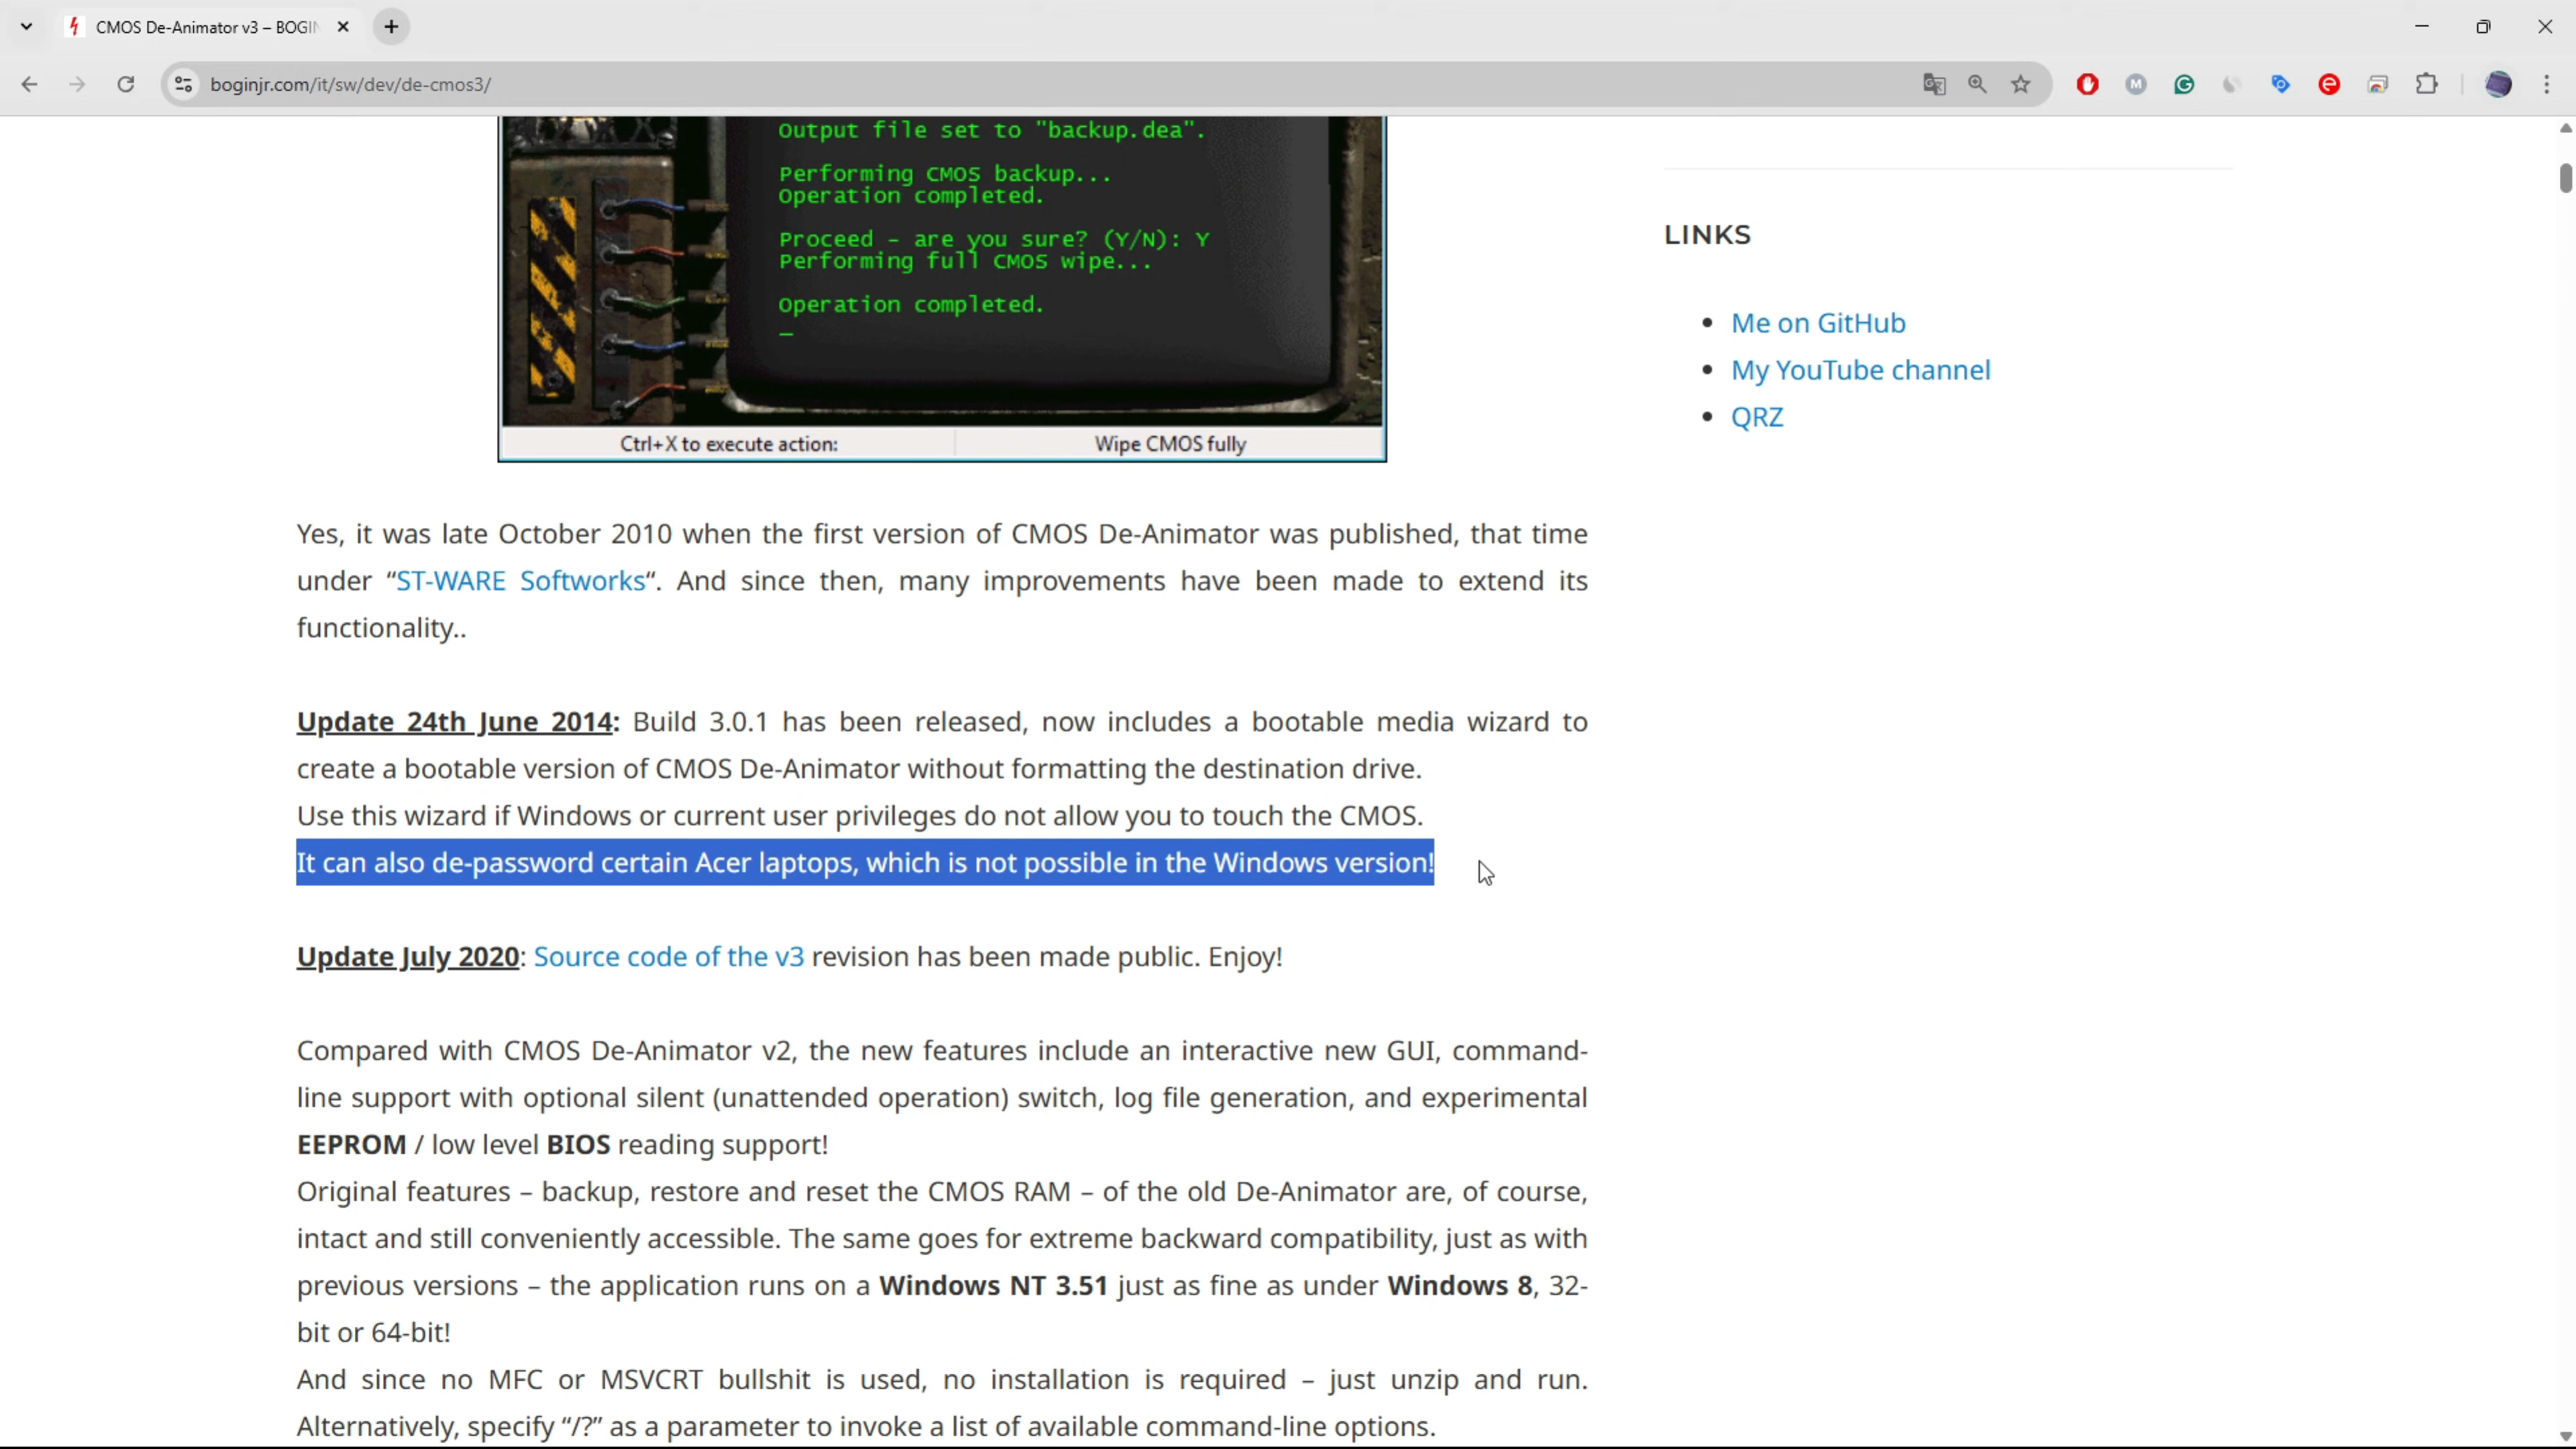 CMOS De-Animator v3 – BOGIN
boginjr.com/it/sw/dev/de-cmos3/
Output file set to "backup.dea".
Performing CMOS backup...
Operation completed.
Proceed – are you sure? (Y/N): Y
Performing full CMOS wipe...
Operation completed.
_
Ctrl+X to execute action: Wipe CMOS fully
LINKS
Me on GitHub
My YouTube channel
QRZ
Yes, it was late October 2010 when the first version of CMOS De-Animator was published, that time
under “ST-WARE Softworks“. And since then, many improvements have been made to extend its
functionality..
Update 24th June 2014: Build 3.0.1 has been released, now includes a bootable media wizard to
create a bootable version of CMOS De-Animator without formatting the destination drive.
Use this wizard if Windows or current user privileges do not allow you to touch the CMOS.
It can also de-password certain Acer laptops, which is not possible in the Windows version!
Update July 2020: Source code of the v3 revision has been made public. Enjoy!
Compared with CMOS De-Animator v2, the new features include an interactive new GUI, command-
line support with optional silent (unattended operation) switch, log file generation, and experimental
EEPROM / low level BIOS reading support!
Original features – backup, restore and reset the CMOS RAM – of the old De-Animator are, of course,
intact and still conveniently accessible. The same goes for extreme backward compatibility, just as with
previous versions – the application runs on a Windows NT 3.51 just as fine as under Windows 8, 32-
bit or 64-bit!
And since no MFC or MSVCRT bullshit is used, no installation is required – just unzip and run.
Alternatively, specify “/?” as a parameter to invoke a list of available command-line options.